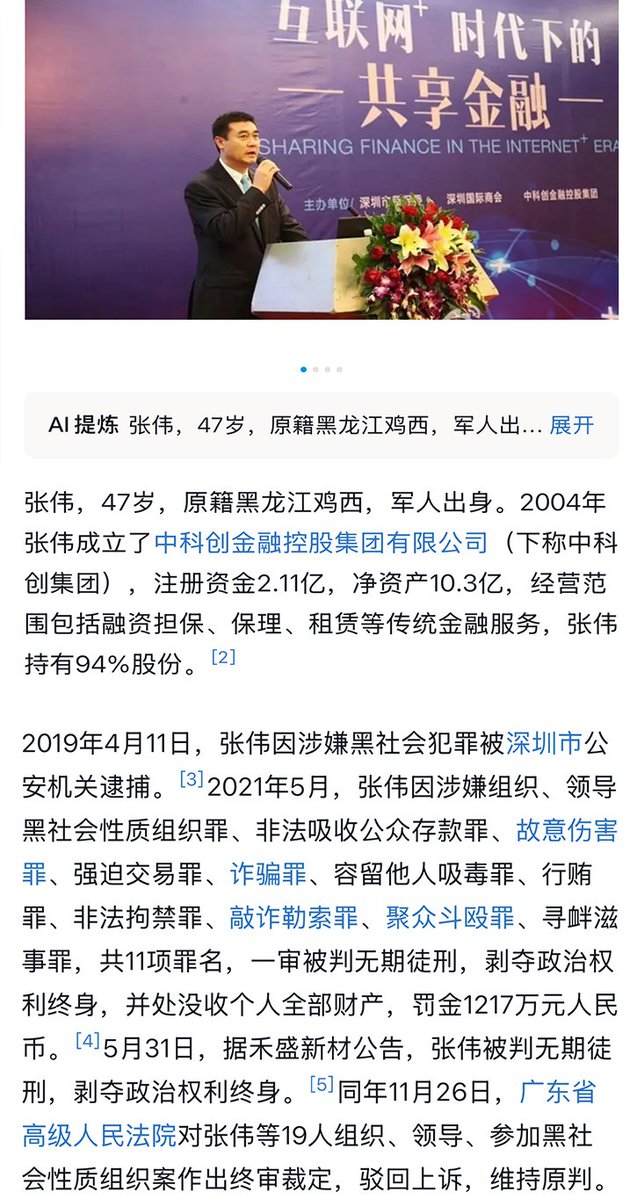 互联网+ 时代下的
共享金融
SHARING FINANCE IN THE INTERNET+ ERA
主办单位/ 深圳市 深圳国际商会 中科创金融控股集团
AI 提炼 张伟，47岁，原籍黑龙江鸡西，军人出... 展开
张伟，47岁，原籍黑龙江鸡西，军人出身。2004年
张伟成立了中科创金融控股集团有限公司（下称中科
创集团），注册资金2.11亿，净资产10.3亿，经营范
围包括融资担保、保理、租赁等传统金融服务，张伟
持有94%股份。[2]
2019年4月11日，张伟因涉嫌黑社会犯罪被深圳市公
安机关逮捕。[3]2021年5月，张伟因涉嫌组织、领导
黑社会性质组织罪、非法吸收公众存款罪、故意伤害
罪、强迫交易罪、诈骗罪、容留他人吸毒罪、行贿
罪、非法拘禁罪、敲诈勒索罪、聚众斗殴罪、寻衅滋
事罪，共11项罪名，一审被判无期徒刑，剥夺政治权
利终身，并处没收个人全部财产，罚金1217万元人民
币。[4]5月31日，据禾盛新材公告，张伟被判无期徒
刑，剥夺政治权利终身。[5]同年11月26日，广东省
高级人民法院对张伟等19人组织、领导、参加黑社
会性质组织案作出终审裁定，驳回上诉，维持原判。